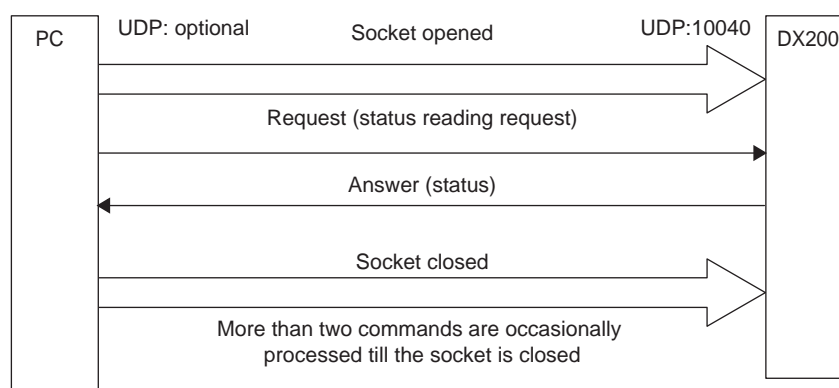 PC
UDP: optional
Socket opened
UDP:10040
DX200
Request (status reading request)
Answer (status)
Socket closed
More than two commands are occasionally
processed till the socket is closed